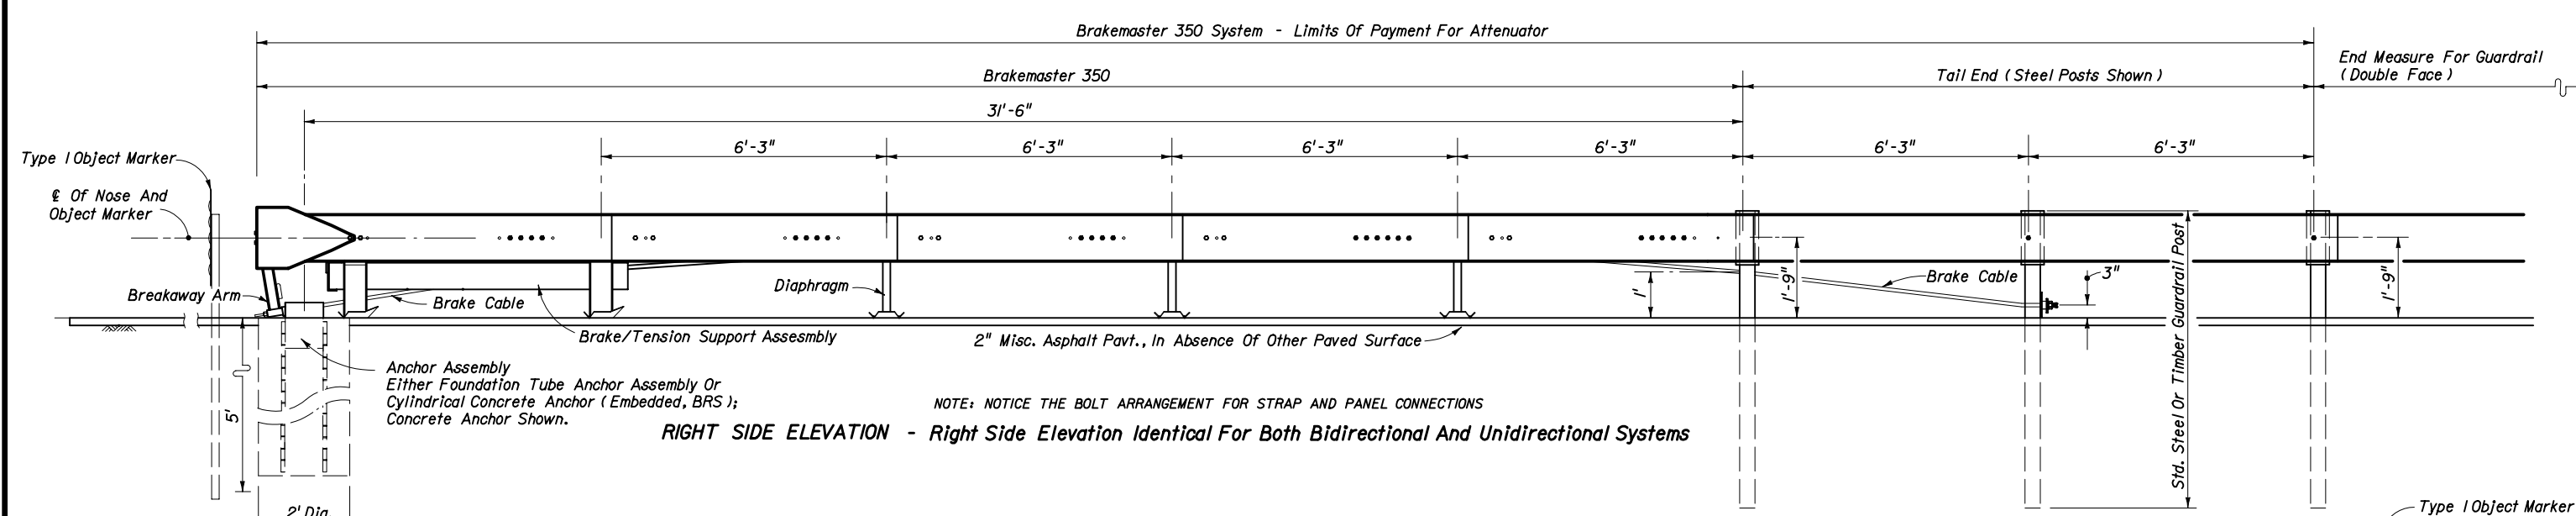 Brakemaster 350 System - Limits Of Payment For Attenuator
End Measure For Guardrail
(Double Face)
Brakemaster 350
Tail End (Steel Posts Shown)
31'-6"
6'-3"
6'-3"
6'-3"
6'-3"
6'-3"
6'-3"
Type 1 Object Marker
℄ Of Nose And
Object Marker
Breakaway Arm
Brake Cable
Diaphragm
1'
1'-9"
Brake Cable
3"
1'-9"
Std. Steel Or Timber Guardrail Post
Brake/Tension Support Assesmbly
2" Misc. Asphalt Pavt., In Absence Of Other Paved Surface
Anchor Assembly
Either Foundation Tube Anchor Assembly Or
Cylindrical Concrete Anchor (Embedded, BRS);
Concrete Anchor Shown.
5'
NOTE: NOTICE THE BOLT ARRANGEMENT FOR STRAP AND PANEL CONNECTIONS
RIGHT SIDE ELEVATION - Right Side Elevation Identical For Both Bidirectional And Unidirectional Systems
2' Dia.
Type 1 Object Marker